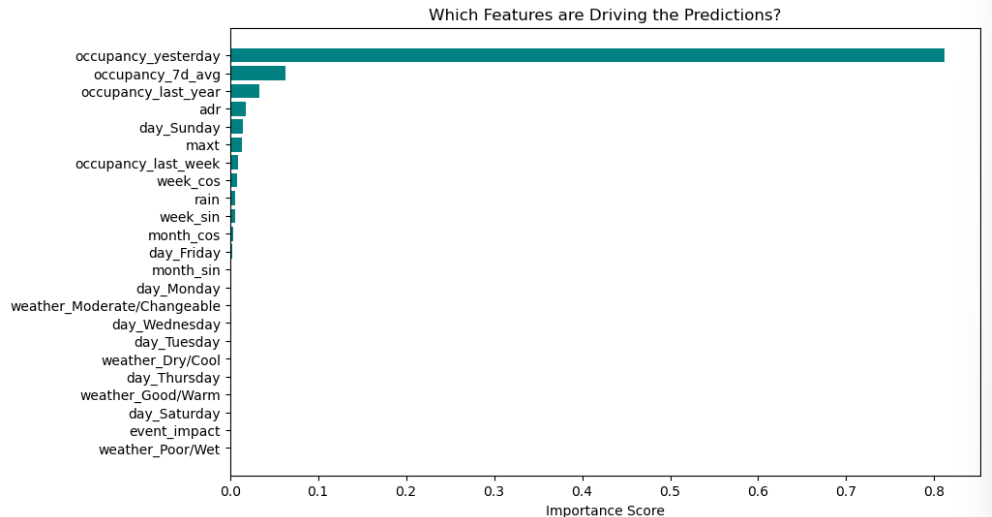 Which Features are Driving the Predictions?
occupancy_yesterday
occupancy_7d_avg
occupancy_last_year
adr
day_Sunday
maxt
occupancy_last_week
week_cos
rain
week_sin
month_cos
day_Friday
month_sin
day_Monday
weather_Moderate/Changeable
day_Wednesday
day_Tuesday
weather_Dry/Cool
day_Thursday
weather_Good/Warm
day_Saturday
event_impact
weather_Poor/Wet
0.0 0.1 0.2 0.3 0.4 0.5 0.6 0.7 0.8
Importance Score